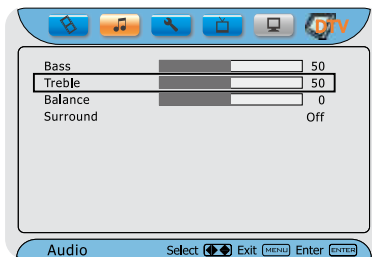 DTV
Bass 50
Treble 50
Balance 0
Surround Off
Audio Select Exit MENU Enter ENTER